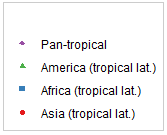 Pan-tropical
America (tropical lat.)
Africa (tropical lat.)
Asia (tropical lat.)